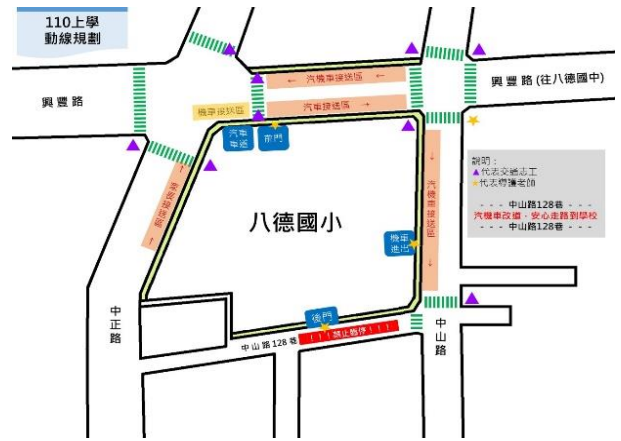 110上學
動線規劃
興豐路
← ← 汽機車接送區 ← ←
汽車接送區 →
興豐路(往八德國中)
機車接送區
汽車
車道
前門
說明：
▲代表交通志工
★代表導護老師
- - - 中山路128巷 - - -
汽機車改道，安心走路到學校
- - - 中山路128巷 - - -
→ 家長接送區 →
八德國小
← 汽機車接送區 →
機車
進出
後門
中正路
中山路128巷
！！！禁止臨停！！！
中山路